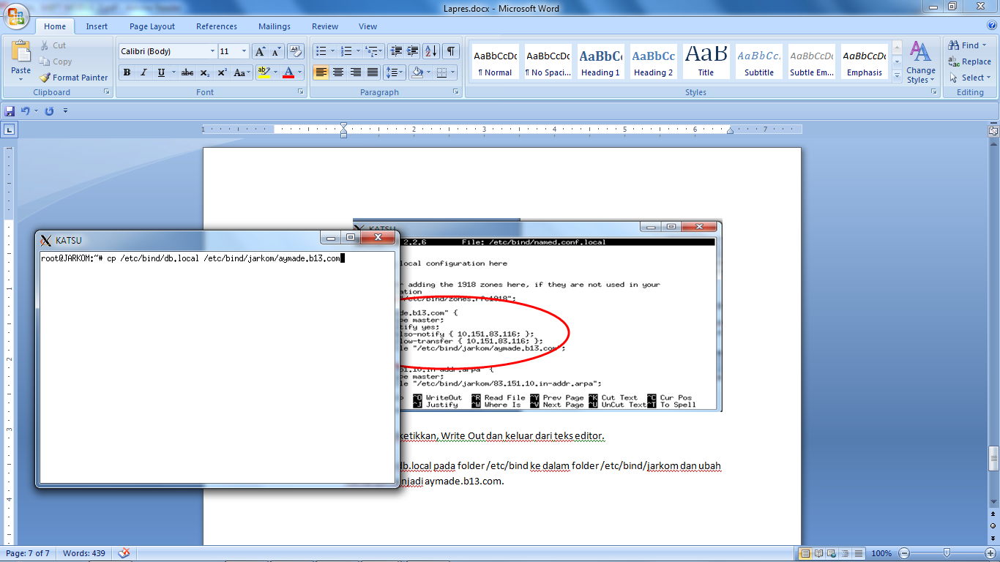 Lapres.docx - Microsoft Word
Home Insert Page Layout References Mailings Review View
Paste
Cut
Copy
Format Painter
Clipboard
Calibri (Body) 11
Font
Paragraph
AaBbCcDc AaBbCcDc AaBbCc AaBbCc AaB AaBbCc. AaBbCcDc AaBbCcDc
¶ Normal ¶ No Spaci... Heading 1 Heading 2 Title Subtitle Subtle Em... Emphasis
Change Styles
Styles
Find
Replace
Select
Editing
1 2 3 4 5 6 7
KATSU
2.2.6 File: /etc/bind/named.conf.local
local configuration here
adding the 1918 zones here, if they are not used in your
"/etc/bind/zones.rfc1918";
.b13.com" {
master;
yes;
-notify { 10.151.83.116; };
-transfer { 10.151.83.116; };
"/etc/bind/jarkom/aymade.b13.com";
.10.in-addr.arpa" {
master;
"/etc/bind/jarkom/83.151.10.in-addr.arpa";
^O WriteOut ^R Read File ^Y Prev Page ^K Cut Text ^C Cur Pos
^J Justify ^W Where Is ^V Next Page ^U UnCut Text ^T To Spell
KATSU
root@JARKOM:~# cp /etc/bind/db.local /etc/bind/jarkom/aymade.b13.com
ketikkan, Write Out dan keluar dari teks editor.
db.local pada folder /etc/bind ke dalam folder /etc/bind/jarkom dan ubah
aymade.b13.com.
Page: 7 of 7 Words: 439 100%